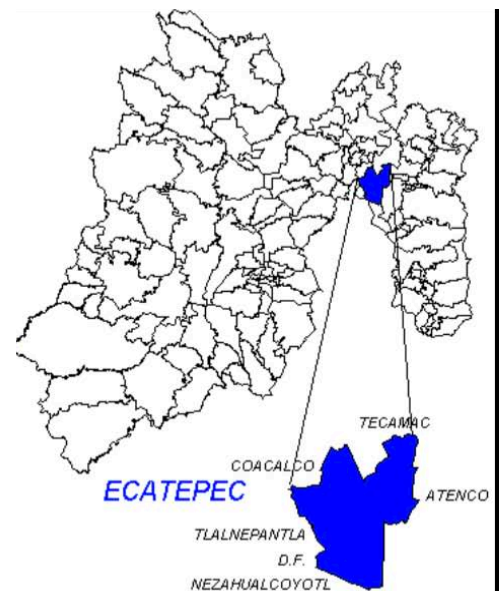 TECAMAC
COACALCO
ECATEPEC
ATENCO
TLALNEPANTLA
D.F.
NEZAHUALCOYOTL